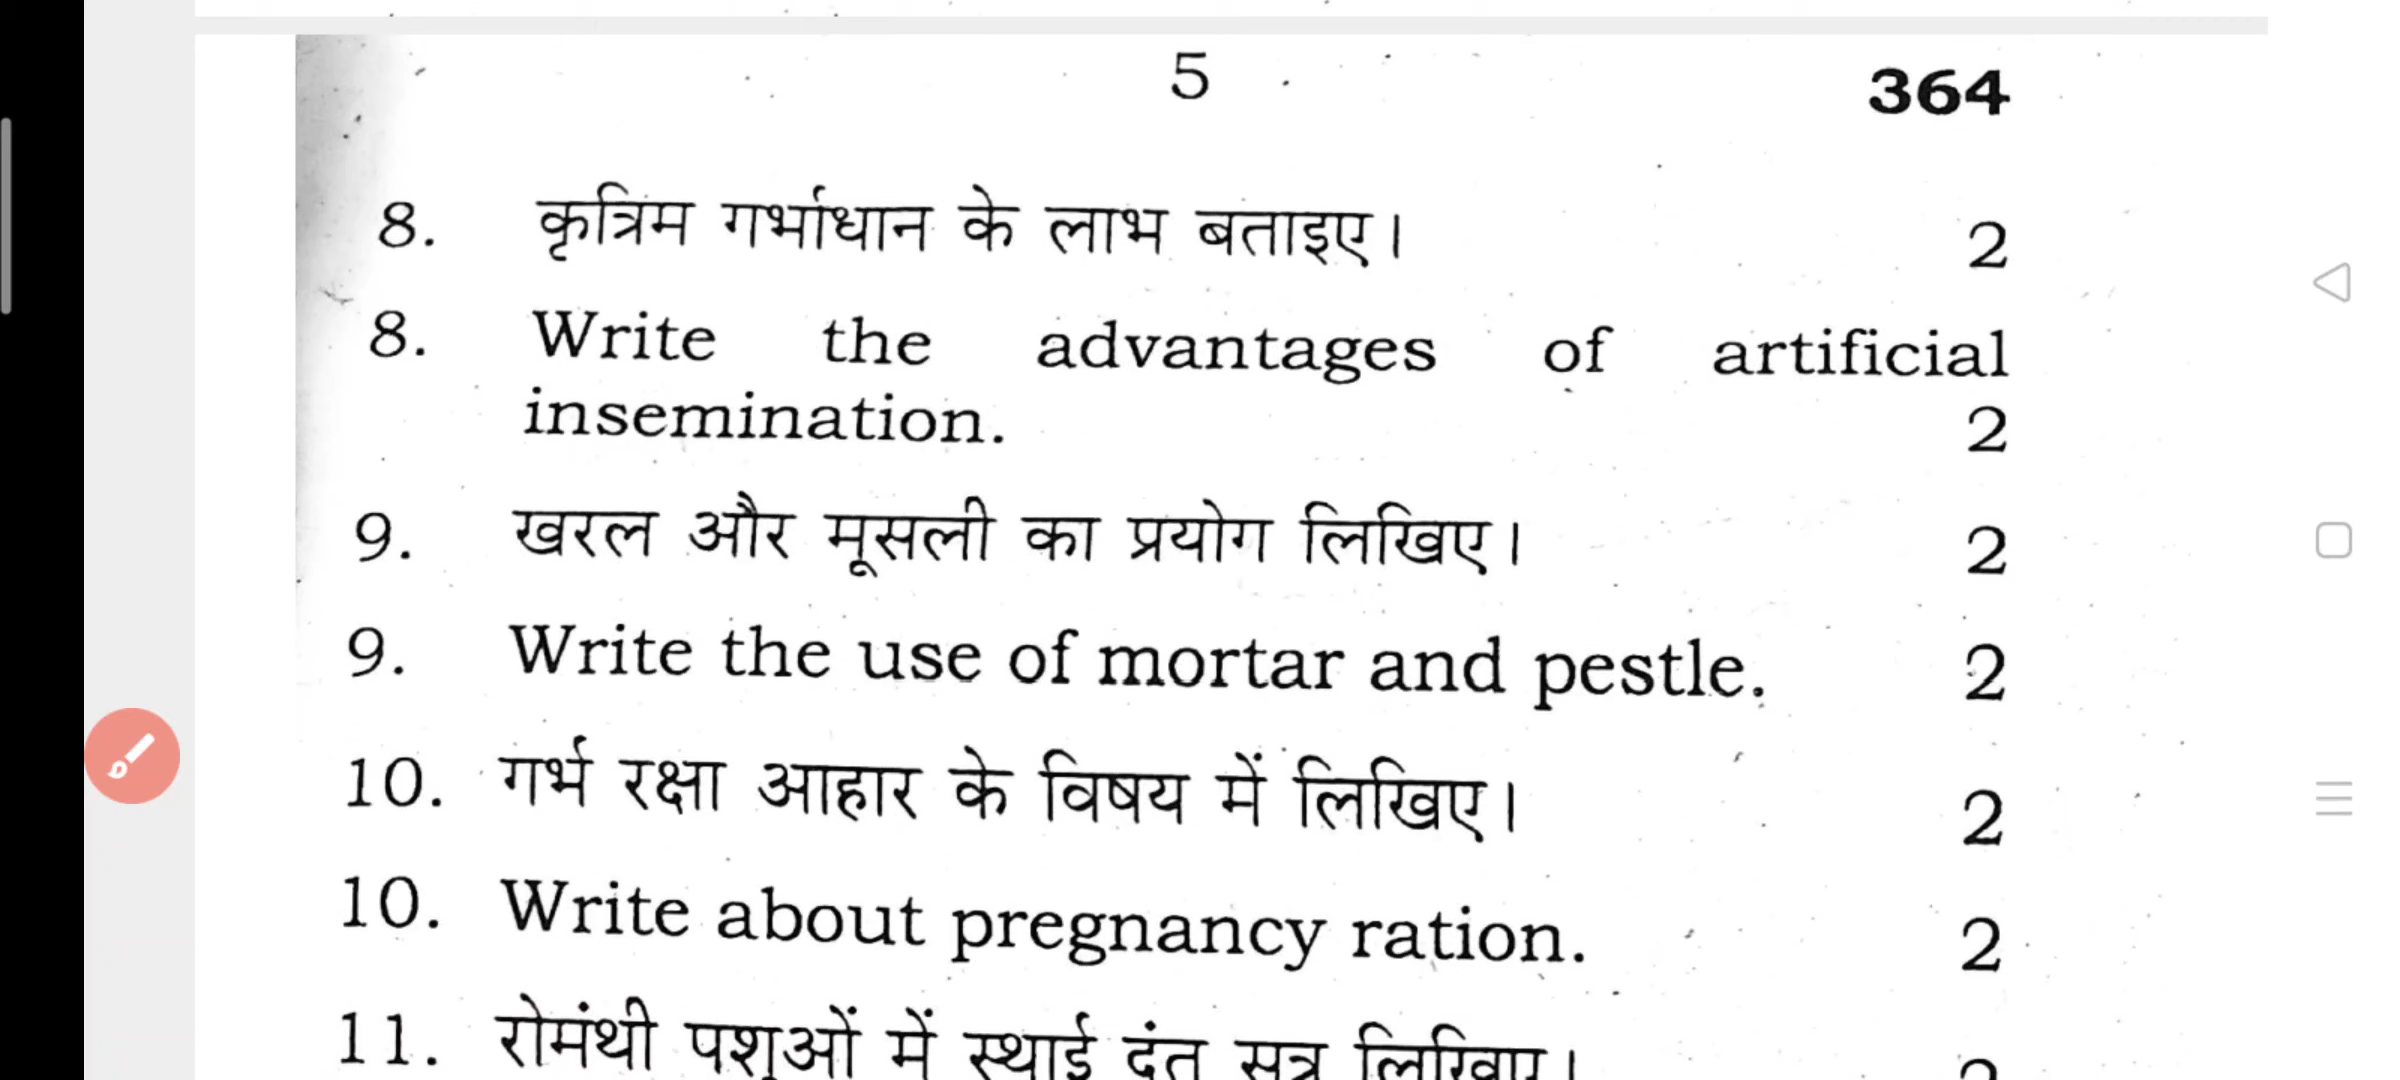 5
364
8. कृत्रिम गर्भाधान के लाभ बताइए। 2
8. Write the advantages of artificial
insemination. 2
9. खरल और मूसली का प्रयोग लिखिए। 2
9. Write the use of mortar and pestle. 2
10. गर्भ रक्षा आहार के विषय में लिखिए। 2
10. Write about pregnancy ration. 2
11. रोमंथी पशुओं में स्थाई दंत सूत्र लिखिए। 2